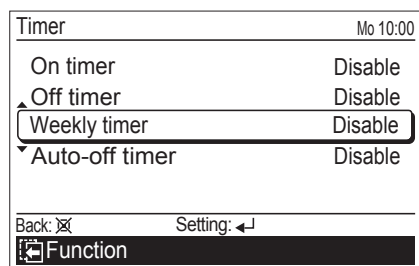 Timer Mo 10:00
On timer Disable
Off timer Disable
Weekly timer Disable
Auto-off timer Disable
Back: Setting:
Function